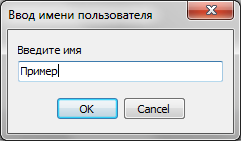 Ввод имени пользователя
Введите имя
Пример
OK Cancel